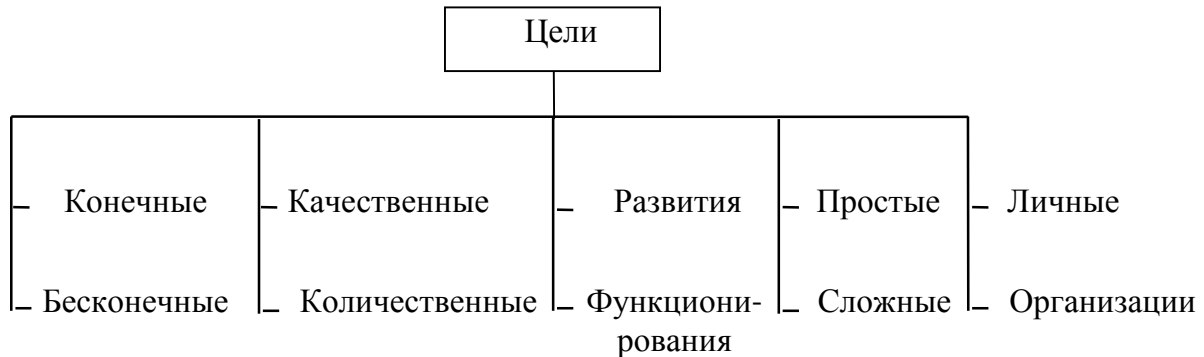 Цели
Конечные Качественные Развития Простые Личные
Бесконечные Количественные Функциони- Сложные Организации
рования